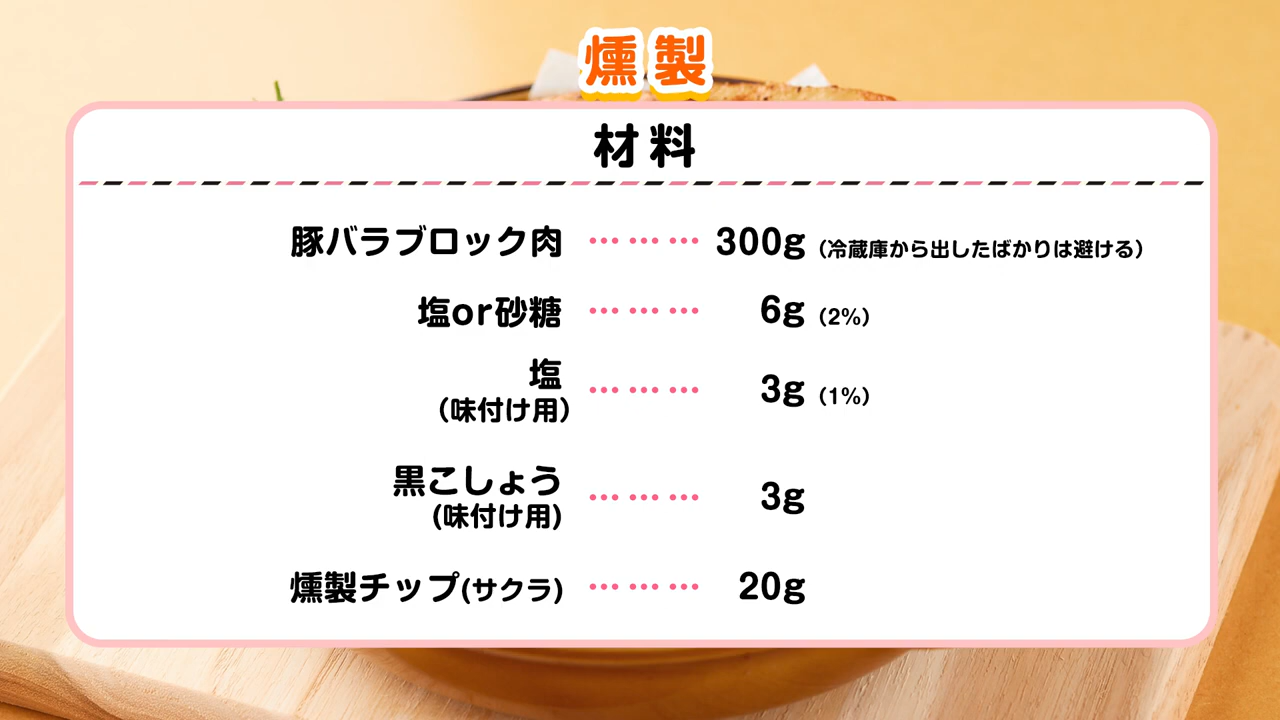 燻製
材料
豚バラブロック肉 ……… 300g（冷蔵庫から出したばかりは避ける）
塩or砂糖 ……… 6g（2%）
塩 ……… 3g（1%）
（味付け用）
黒こしょう ……… 3g
(味付け用)
燻製チップ(サクラ) ……… 20g